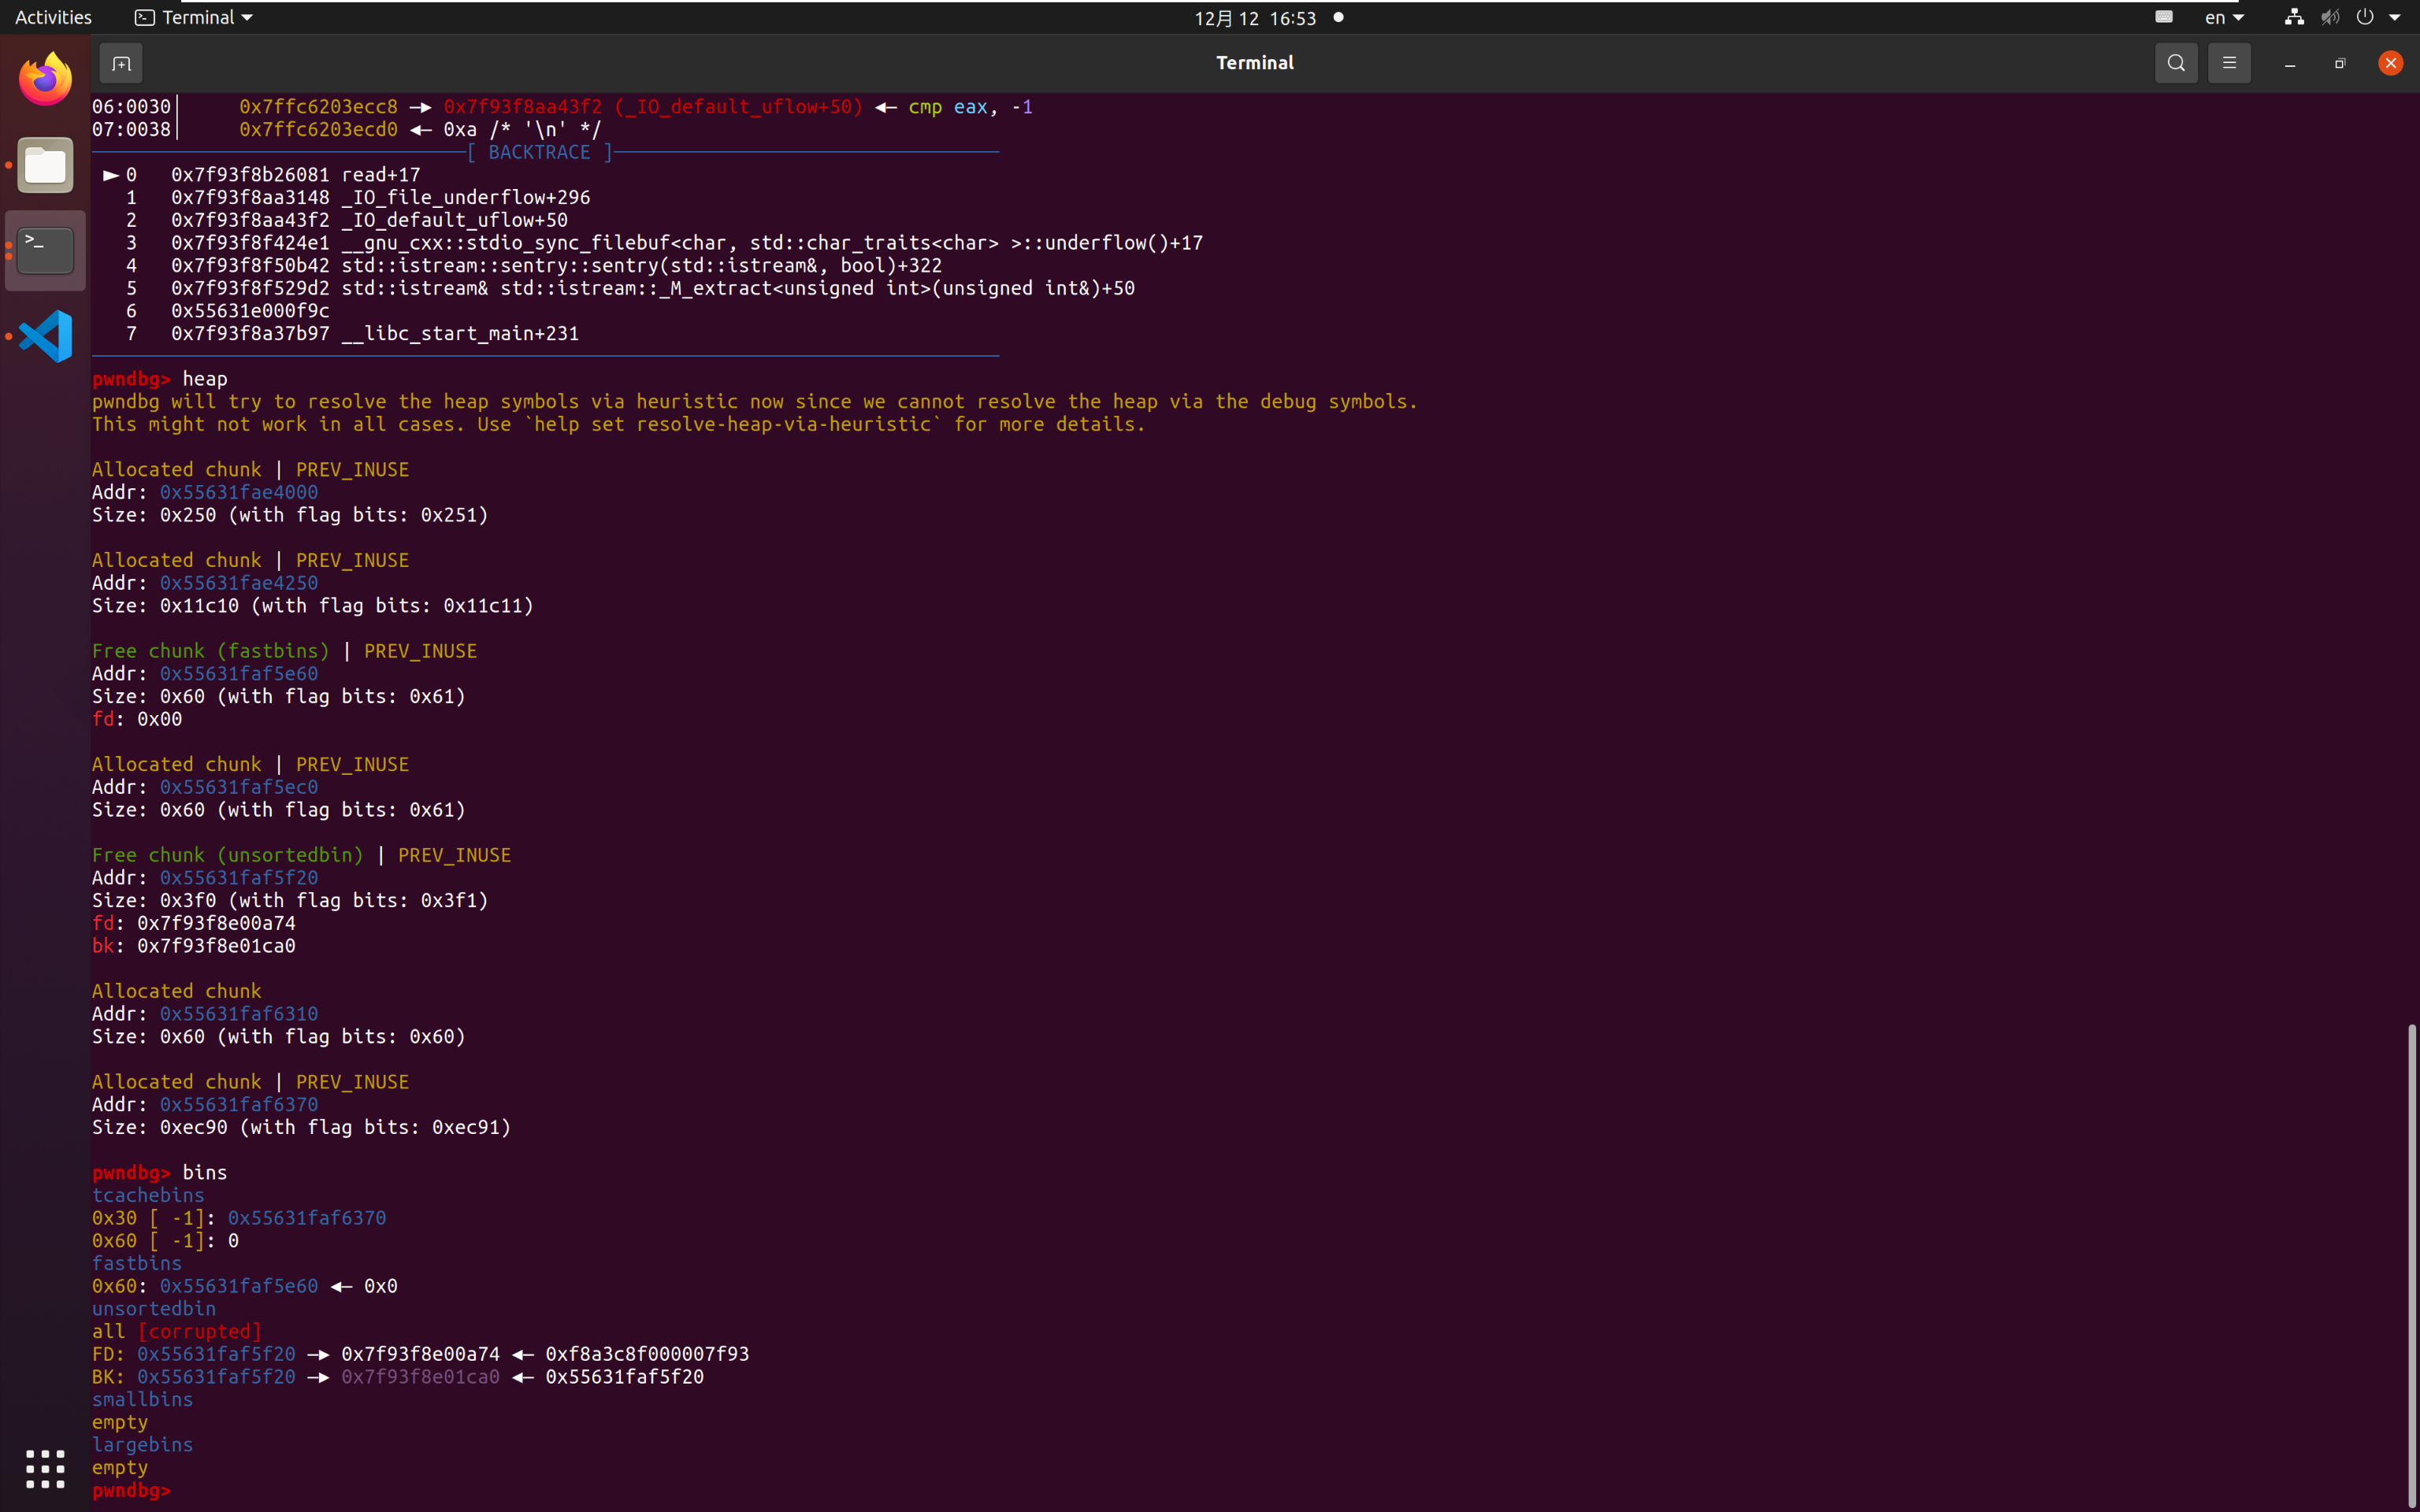 Activities Terminal 12月 12 16:53 en
Terminal
06:0030│ 0x7ffc6203ecc8 —▸ 0x7f93f8aa43f2 (_IO_default_uflow+50) ◂— cmp eax, -1
07:0038│ 0x7ffc6203ecd0 ◂— 0xa /* '\n' */
[ BACKTRACE ]
► 0 0x7f93f8b26081 read+17
1 0x7f93f8aa3148 _IO_file_underflow+296
2 0x7f93f8aa43f2 _IO_default_uflow+50
3 0x7f93f8f424e1 __gnu_cxx::stdio_sync_filebuf<char, std::char_traits<char> >::underflow()+17
4 0x7f93f8f50b42 std::istream::sentry::sentry(std::istream&, bool)+322
5 0x7f93f8f529d2 std::istream& std::istream::_M_extract<unsigned int>(unsigned int&)+50
6 0x55631e000f9c
7 0x7f93f8a37b97 __libc_start_main+231
pwndbg> heap
pwndbg will try to resolve the heap symbols via heuristic now since we cannot resolve the heap via the debug symbols.
This might not work in all cases. Use `help set resolve-heap-via-heuristic` for more details.
Allocated chunk | PREV_INUSE
Addr: 0x55631fae4000
Size: 0x250 (with flag bits: 0x251)
Allocated chunk | PREV_INUSE
Addr: 0x55631fae4250
Size: 0x11c10 (with flag bits: 0x11c11)
Free chunk (fastbins) | PREV_INUSE
Addr: 0x55631faf5e60
Size: 0x60 (with flag bits: 0x61)
fd: 0x00
Allocated chunk | PREV_INUSE
Addr: 0x55631faf5ec0
Size: 0x60 (with flag bits: 0x61)
Free chunk (unsortedbin) | PREV_INUSE
Addr: 0x55631faf5f20
Size: 0x3f0 (with flag bits: 0x3f1)
fd: 0x7f93f8e00a74
bk: 0x7f93f8e01ca0
Allocated chunk
Addr: 0x55631faf6310
Size: 0x60 (with flag bits: 0x60)
Allocated chunk | PREV_INUSE
Addr: 0x55631faf6370
Size: 0xec90 (with flag bits: 0xec91)
pwndbg> bins
tcachebins
0x30 [ -1]: 0x55631faf6370
0x60 [ -1]: 0
fastbins
0x60: 0x55631faf5e60 ◂— 0x0
unsortedbin
all [corrupted]
FD: 0x55631faf5f20 —▸ 0x7f93f8e00a74 ◂— 0xf8a3c8f000007f93
BK: 0x55631faf5f20 —▸ 0x7f93f8e01ca0 ◂— 0x55631faf5f20
smallbins
empty
largebins
empty
pwndbg>